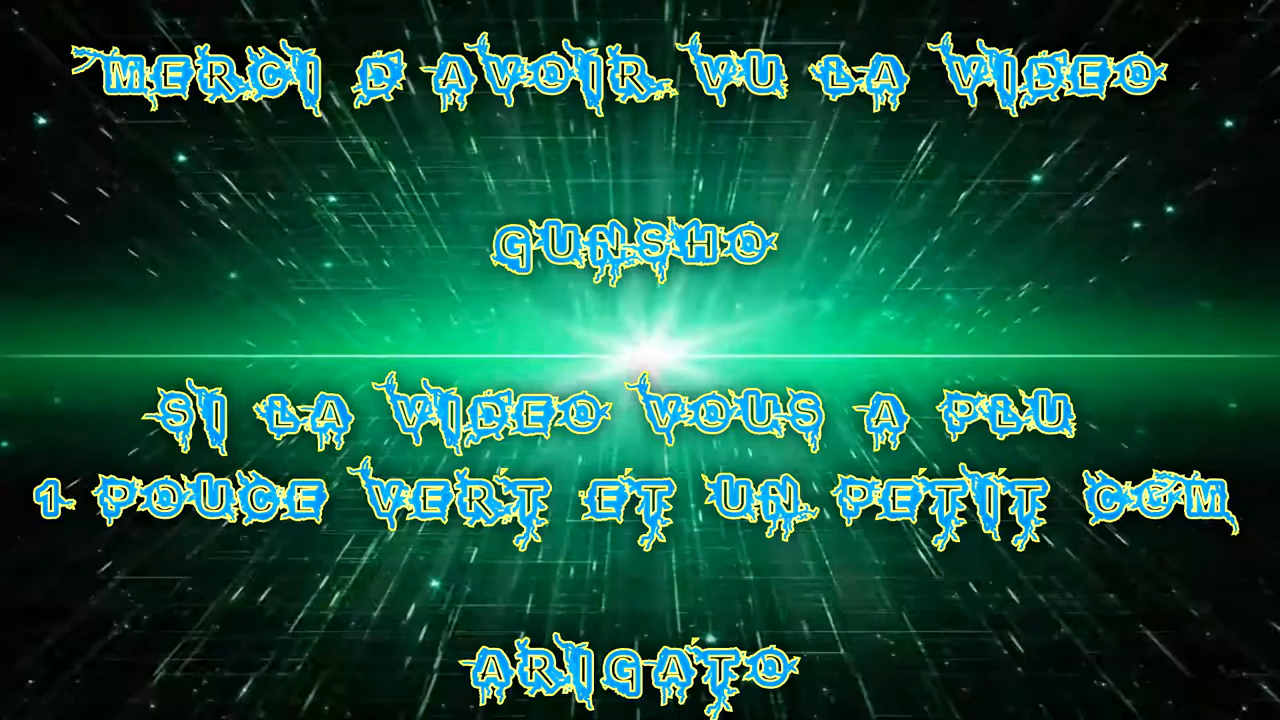 MERCI D AVOIR VU LA VIDEO
GUNSHO
SI LA VIDEO VOUS A PLU
1 POUCE VERT ET UN PETIT COM
ARIGATO